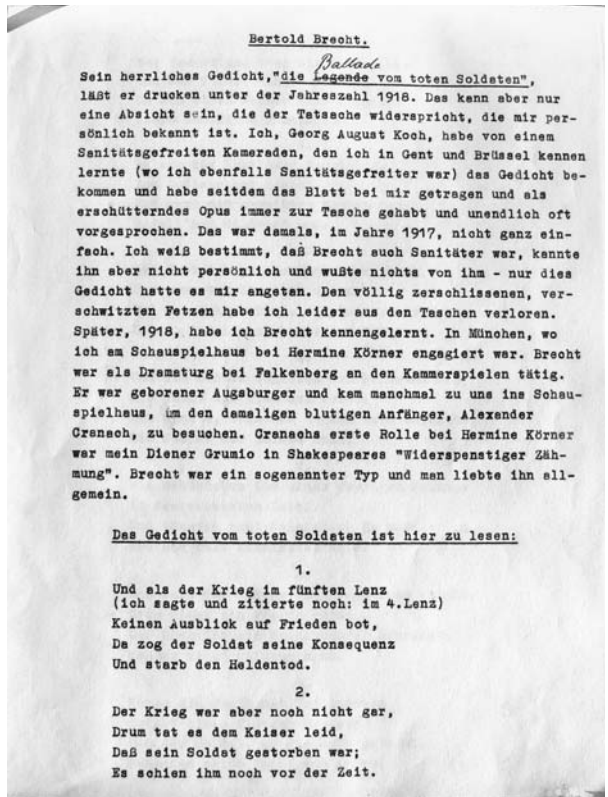 Bertold Brecht.
Ballade
Sein herrliches Gedicht,"die Legende vom toten Soldaten",
läßt er drucken unter der Jahreszahl 1918. Das kann aber nur
eine Absicht sein, die der Tatsache widerspricht, die mir per-
sönlich bekannt ist. Ich, Georg August Koch, habe von einem
Sanitätsgefreiten Kameraden, den ich in Gent und Brüssel kennen
lernte (wo ich ebenfalls Sanitätsgefreiter war) das Gedicht be-
kommen und habe seitdem das Blatt bei mir getragen und als
erschütterndes Opus immer zur Tasche gehabt und unendlich oft
vorgesprochen. Das war damals, im Jahre 1917, nicht ganz ein-
fach. Ich weiß bestimmt, daß Brecht auch Sanitäter war, kannte
ihn aber nicht persönlich und wußte nichts von ihm - nur dies
Gedicht hatte es mir angetan. Den völlig zerschlissenen, ver-
schwitzten Fetzen habe ich leider aus den Taschen verloren.
Später, 1918, habe ich Brecht kennengelernt. In München, wo
ich am Schauspielhaus bei Hermine Körner engagiert war. Brecht
war als Dramaturg bei Falkenberg an den Kammerspielen tätig.
Er war geborener Augsburger und kam manchmal zu uns ins Schau-
spielhaus, um den damaligen blutigen Anfänger, Alexander
Granach, zu besuchen. Granachs erste Rolle bei Hermine Körner
war mein Diener Grumio in Shakespeares "Widerspenstiger Zäh-
mung". Brecht war ein sogenannter Typ und man liebte ihn all-
gemein.
Das Gedicht vom toten Soldaten ist hier zu lesen:
1.
Und als der Krieg im fünften Lenz
(ich sagte und zitierte noch: im 4.Lenz)
Keinen Ausblick auf Frieden bot,
Da zog der Soldat seine Konsequenz
Und starb den Heldentod.
2.
Der Krieg war aber noch nicht gar,
Drum tat es dem Kaiser leid,
Daß sein Soldat gestorben war;
Es schien ihm noch vor der Zeit.